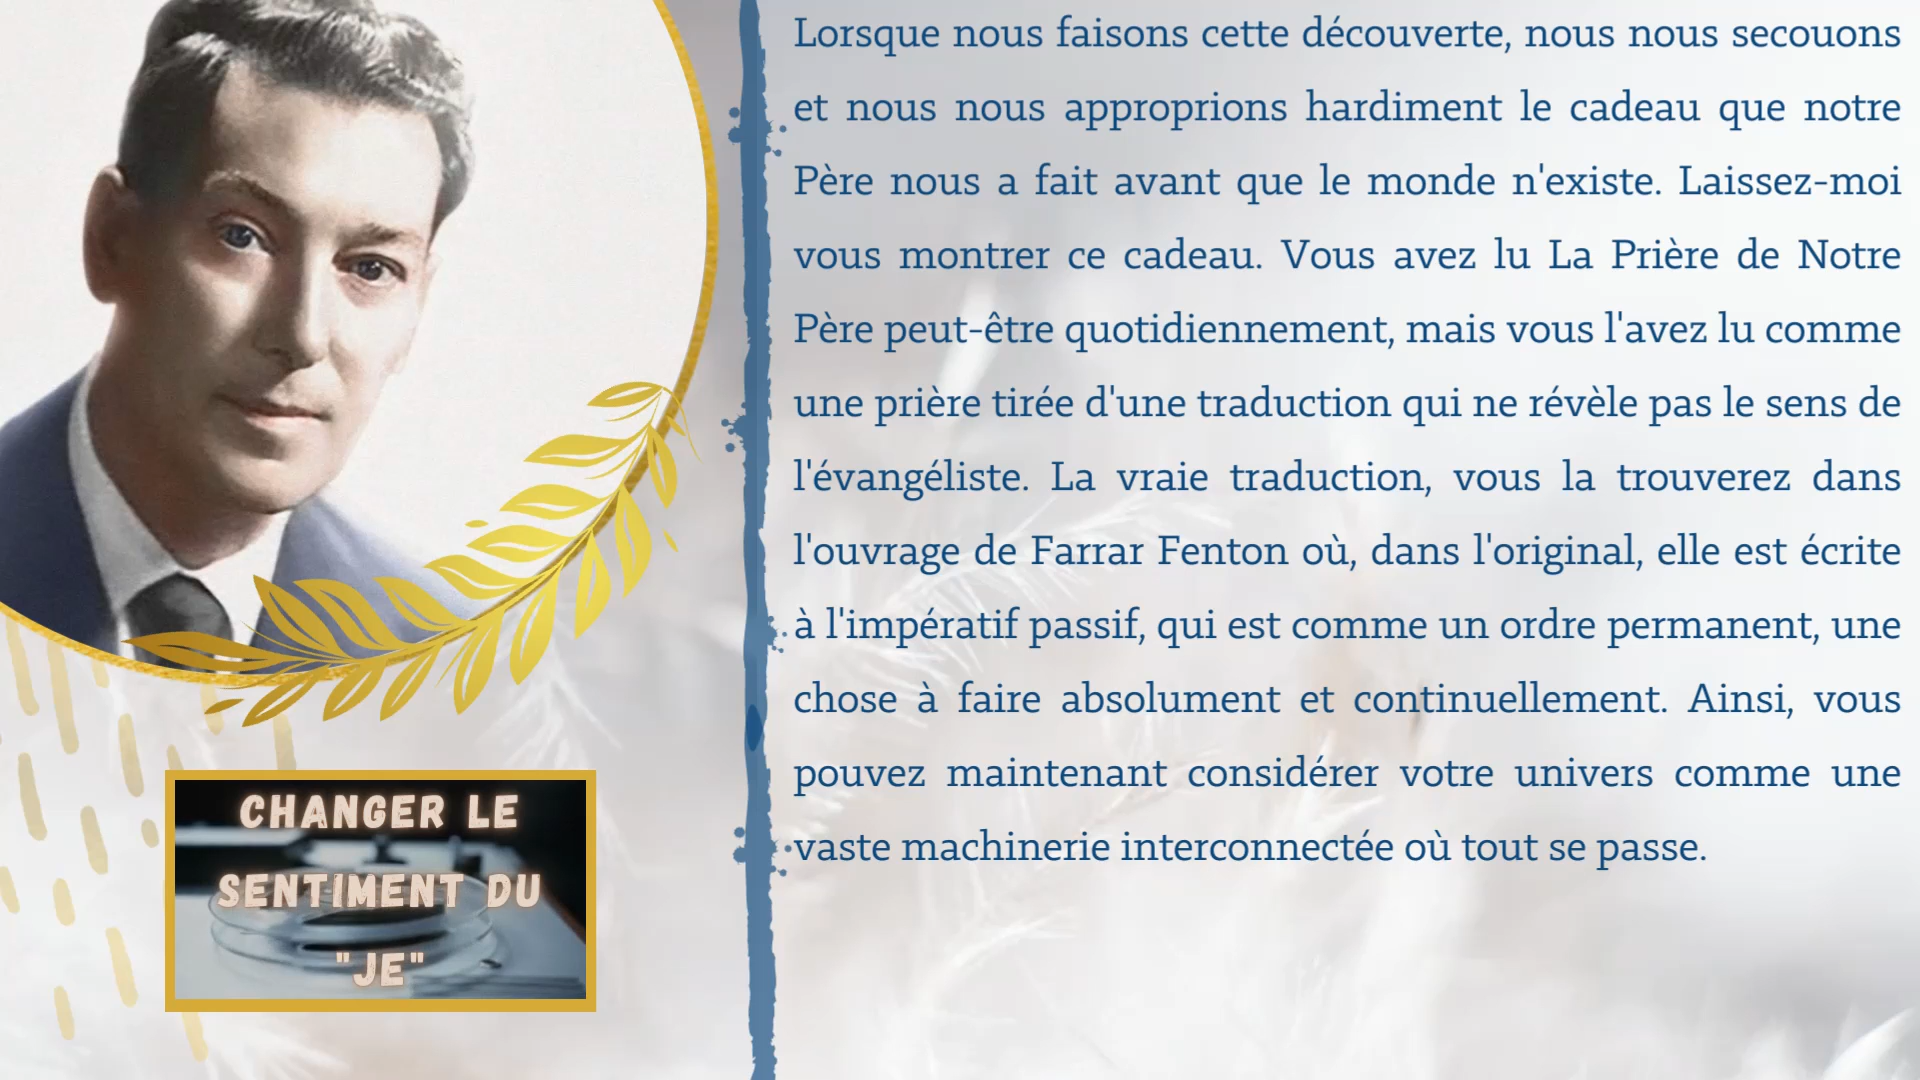 Lorsque nous faisons cette découverte, nous nous secouons
et nous nous approprions hardiment le cadeau que notre
Père nous a fait avant que le monde n'existe. Laissez-moi
vous montrer ce cadeau. Vous avez lu La Prière de Notre
Père peut-être quotidiennement, mais vous l'avez lu comme
une prière tirée d'une traduction qui ne révèle pas le sens de
l'évangéliste. La vraie traduction, vous la trouverez dans
l'ouvrage de Farrar Fenton où, dans l'original, elle est écrite
à l'impératif passif, qui est comme un ordre permanent, une
chose à faire absolument et continuellement. Ainsi, vous
pouvez maintenant considérer votre univers comme une
vaste machinerie interconnectée où tout se passe.
CHANGER LE
SENTIMENT DU
"JE"